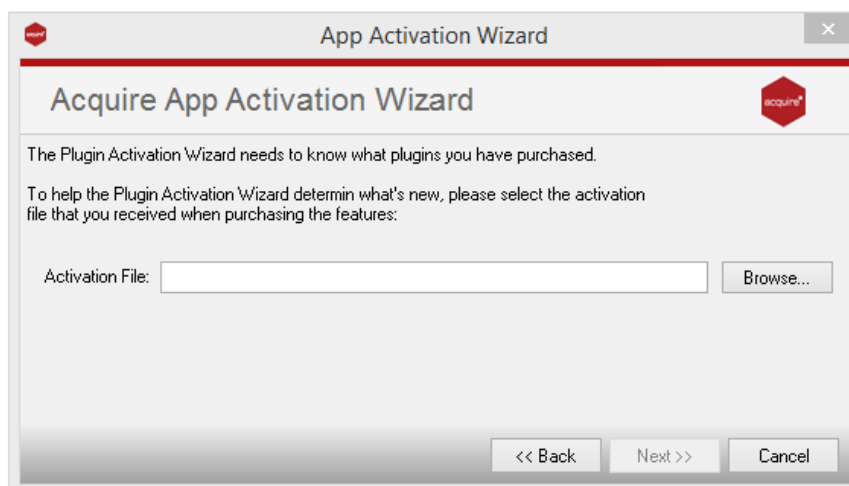 App Activation Wizard
Acquire App Activation Wizard
acquire
The Plugin Activation Wizard needs to know what plugins you have purchased.
To help the Plugin Activation Wizard determin what's new, please select the activation
file that you received when purchasing the features:
Activation File:
Browse...
<< Back
Next >>
Cancel